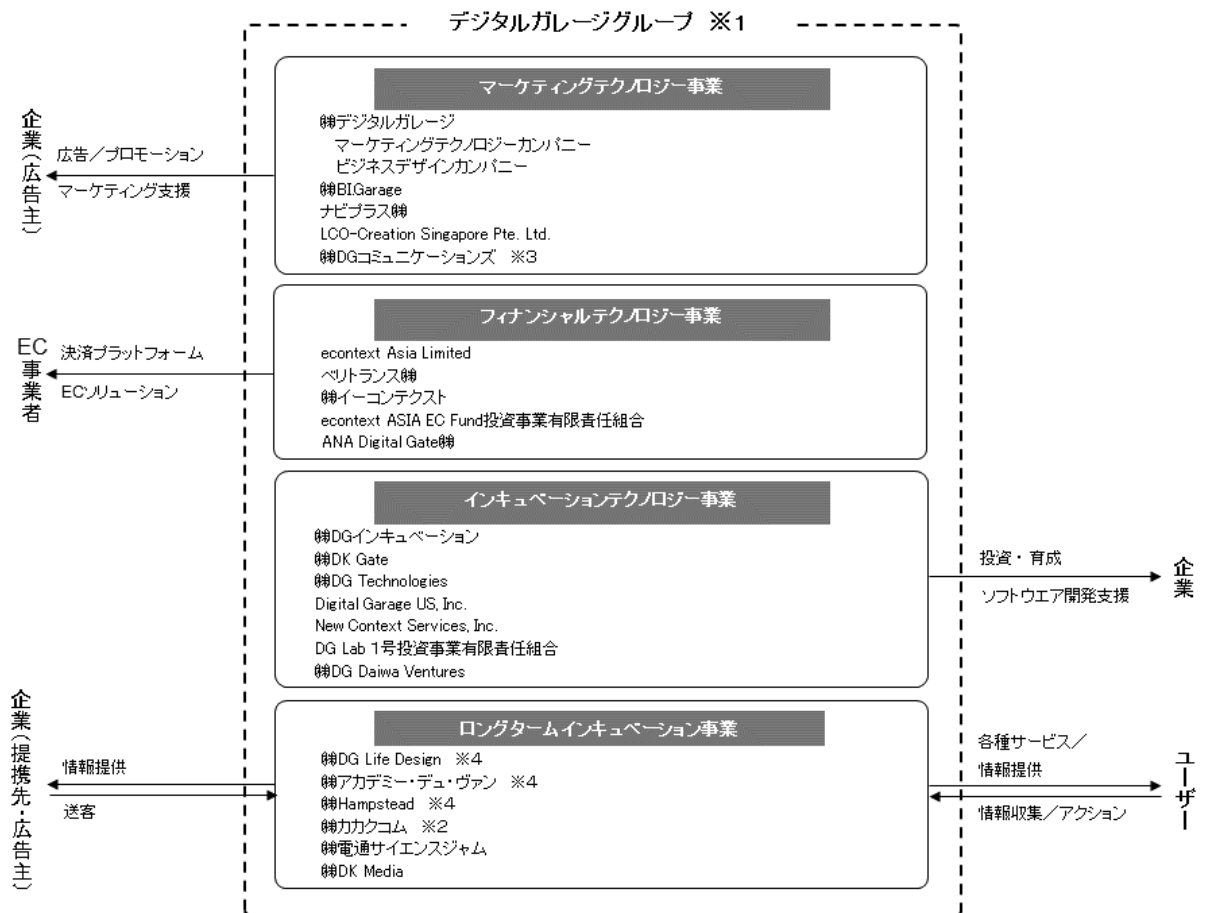 デジタルガレージグループ ※1
マーケティングテクノロジー事業
㈱デジタルガレージ
マーケティングテクノロジーカンパニー
ビジネスデザインカンパニー
㈱BI.Garage
ナビプラス㈱
LCO-Creation Singapore Pte. Ltd.
㈱DGコミュニケーションズ ※3
企業(広告主)
広告/プロモーション
マーケティング支援
フィナンシャルテクノロジー事業
econtext Asia Limited
ベリトランス㈱
㈱イーコンテクスト
econtext ASIA EC Fund投資事業有限責任組合
ANA Digital Gate㈱
EC事業者
決済プラットフォーム
ECソリューション
インキュベーションテクノロジー事業
㈱DGインキュベーション
㈱DK Gate
㈱DG Technologies
Digital Garage US, Inc.
New Context Services, Inc.
DG Lab 1号投資事業有限責任組合
㈱DG Daiwa Ventures
投資・育成
ソフトウエア開発支援
企業
ロングタームインキュベーション事業
㈱DG Life Design ※4
㈱アカデミー・デュ・ヴァン ※4
㈱Hampstead ※4
㈱カカクコム ※2
㈱電通サイエンスジャム
㈱DK Media
企業(提携先・広告主)
情報提供
送客
各種サービス/
情報提供
情報収集/アクション
ユーザー